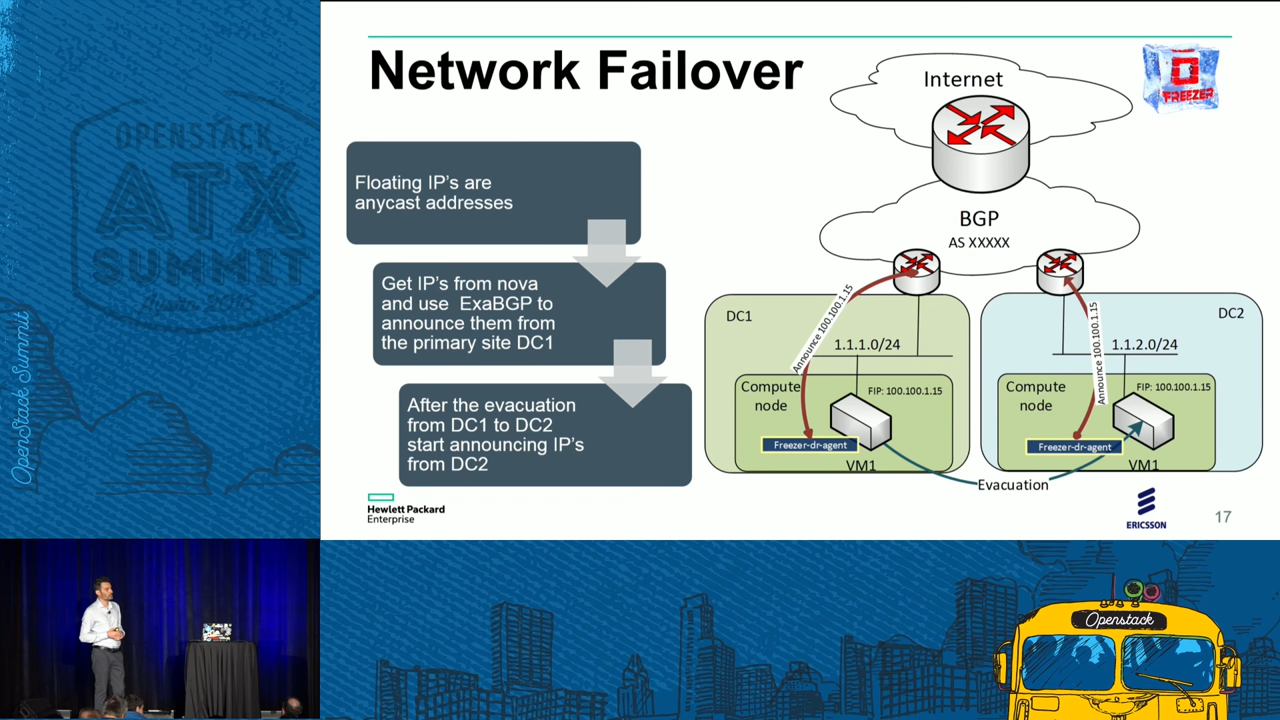 OPENSTACK
ATX
SUMMIT
OpenStack Summit
Network Failover
FREEZER
Floating IP's are
anycast addresses
Get IP's from nova
and use ExaBGP to
announce them from
the primary site DC1
After the evacuation
from DC1 to DC2
start announcing IP's
from DC2
Internet
BGP
AS XXXXX
DC1
1.1.1.0/24
Announce 100.100.1.15
Compute
node
FIP: 100.100.1.15
Freezer-dr-agent
VM1
DC2
1.1.2.0/24
Announce 100.100.1.15
Compute
node
FIP: 100.100.1.15
Freezer-dr-agent
VM1
Evacuation
Hewlett Packard
Enterprise
ERICSSON
17
Openstack